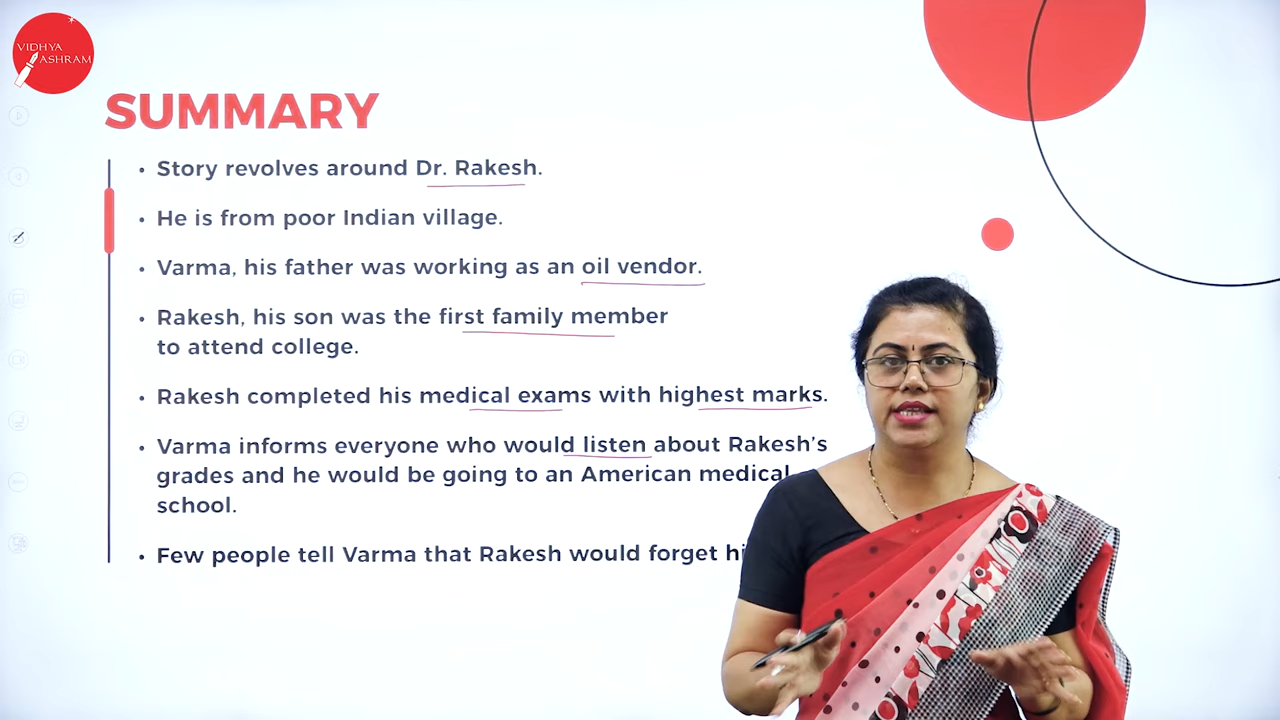 VIDHYA
ASHRAM
SUMMARY
• Story revolves around Dr. Rakesh.
• He is from poor Indian village.
• Varma, his father was working as an oil vendor.
• Rakesh, his son was the first family member
to attend college.
• Rakesh completed his medical exams with highest marks.
• Varma informs everyone who would listen about Rakesh's
grades and he would be going to an American medical
school.
• Few people tell Varma that Rakesh would forget